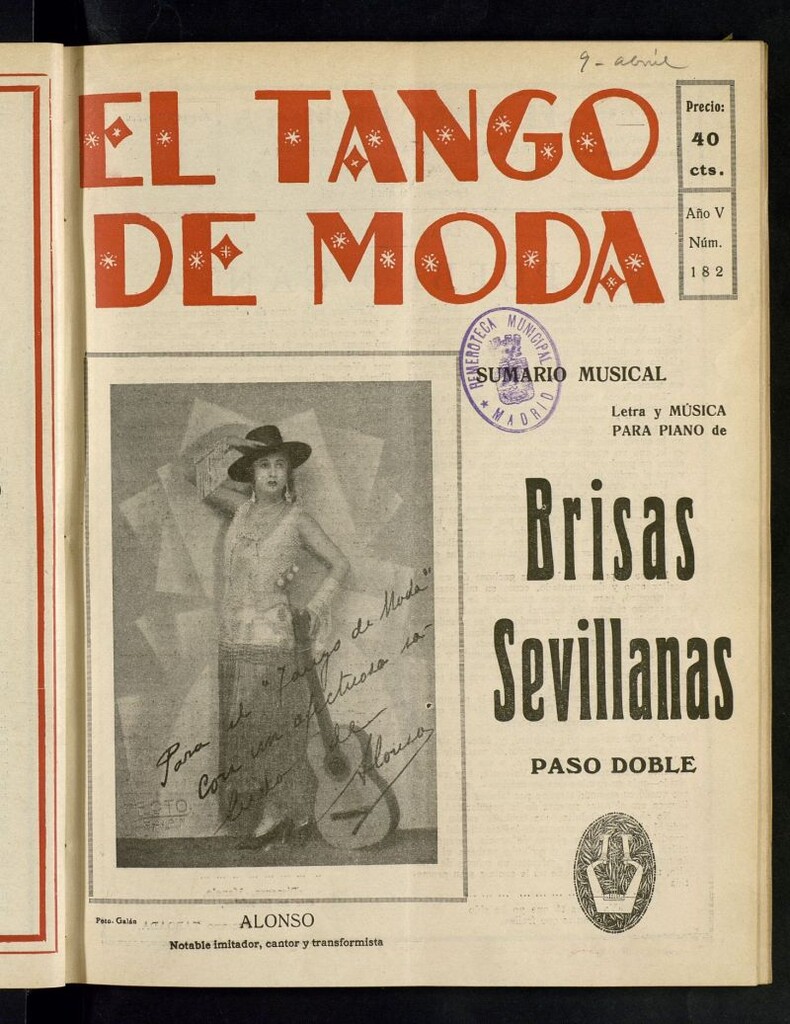 9 - abril
EL TANGO
DE MODA
Precio:
40
cts.
Año V
Núm.
182
HEMEROTECA MUNICIPAL
★ MADRID
SUMARIO MUSICAL
Letra y MÚSICA
PARA PIANO de
Brisas
Sevillanas
PASO DOBLE
Para el "Tango de Moda"
con un afectuoso sa-
ludo de
Alonso
FOTO
Foto. Galán
ALONSO
Notable imitador, cantor y transformista